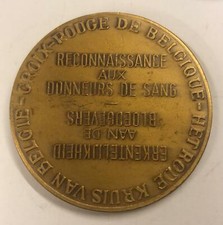 CROIX-ROUGE DE BELGIQUE - HET RODE KRUIS VAN BELGIE -
RECONNAISSANCE
AUX
DONNEURS DE SANG
ERKENTELIJKHEID
AAN DE
BLOEDGEVERS